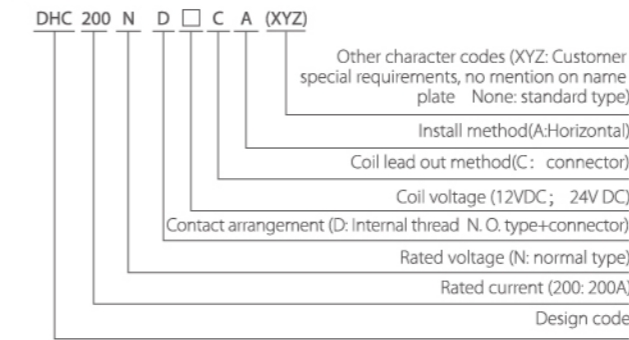 DHC 200 N D □ C A (XYZ)
Other character codes (XYZ: Customer
special requirements, no mention on name
plate None: standard type)
Install method(A:Horizontal)
Coil lead out method(C: connector)
Coil voltage (12VDC; 24V DC)
Contact arrangement (D: Internal thread N. O. type+connector)
Rated voltage (N: normal type)
Rated current (200: 200A)
Design code